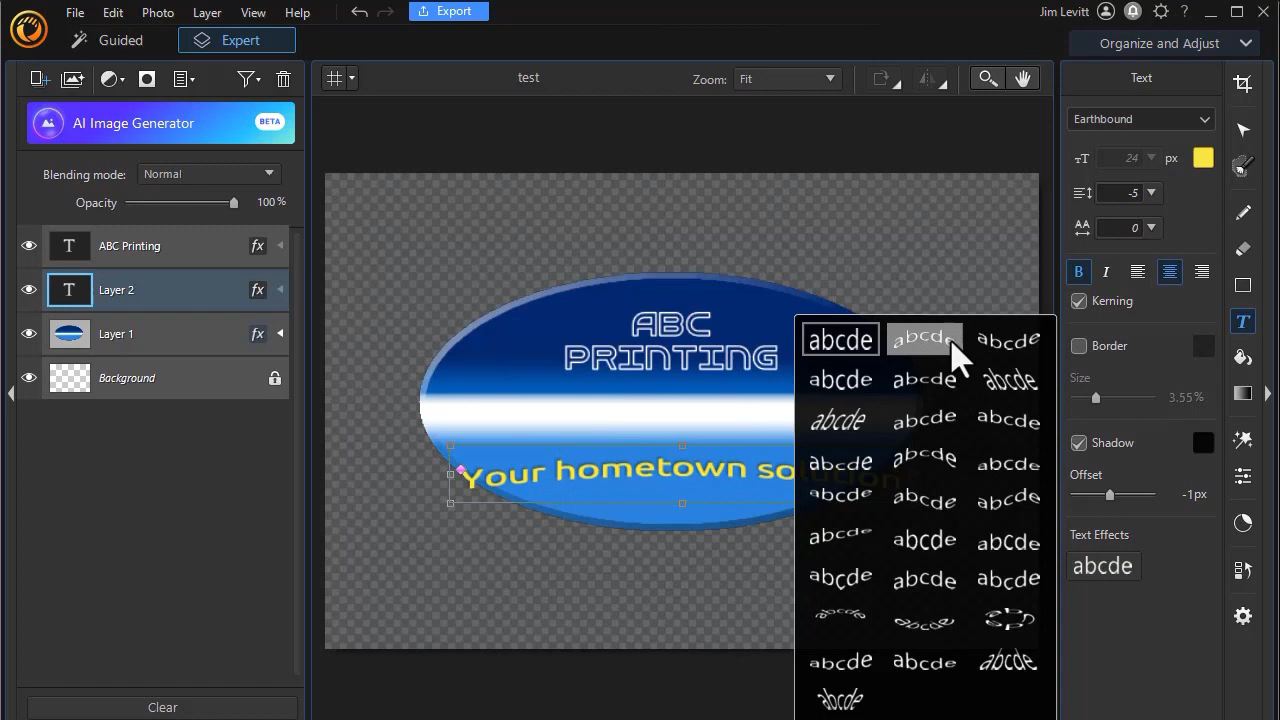 File Edit Photo Layer View Help Export Jim Levitt ?
Guided Expert Organize and Adjust
test Zoom: Fit Text
AI Image Generator BETA
Earthbound
24 px
Blending mode: Normal
-5
Opacity 100%
AA 0
ABC Printing fx
B I
T Layer 2 fx
Kerning
T Layer 1 fx
Border
Background
Size
3.55%
ABC
PRINTING
Your hometown solution
Shadow
Offset
-1px
Text Effects
abcde
abcde abcde abcde
abcde abcde abcde
abcde abcde abcde
abcde abcde abcde
abcde abcde abcde
abcde abcde abcde
abcde abcde abcde
abcde abcde abcde
abcde abcde abcde
abcde
Clear